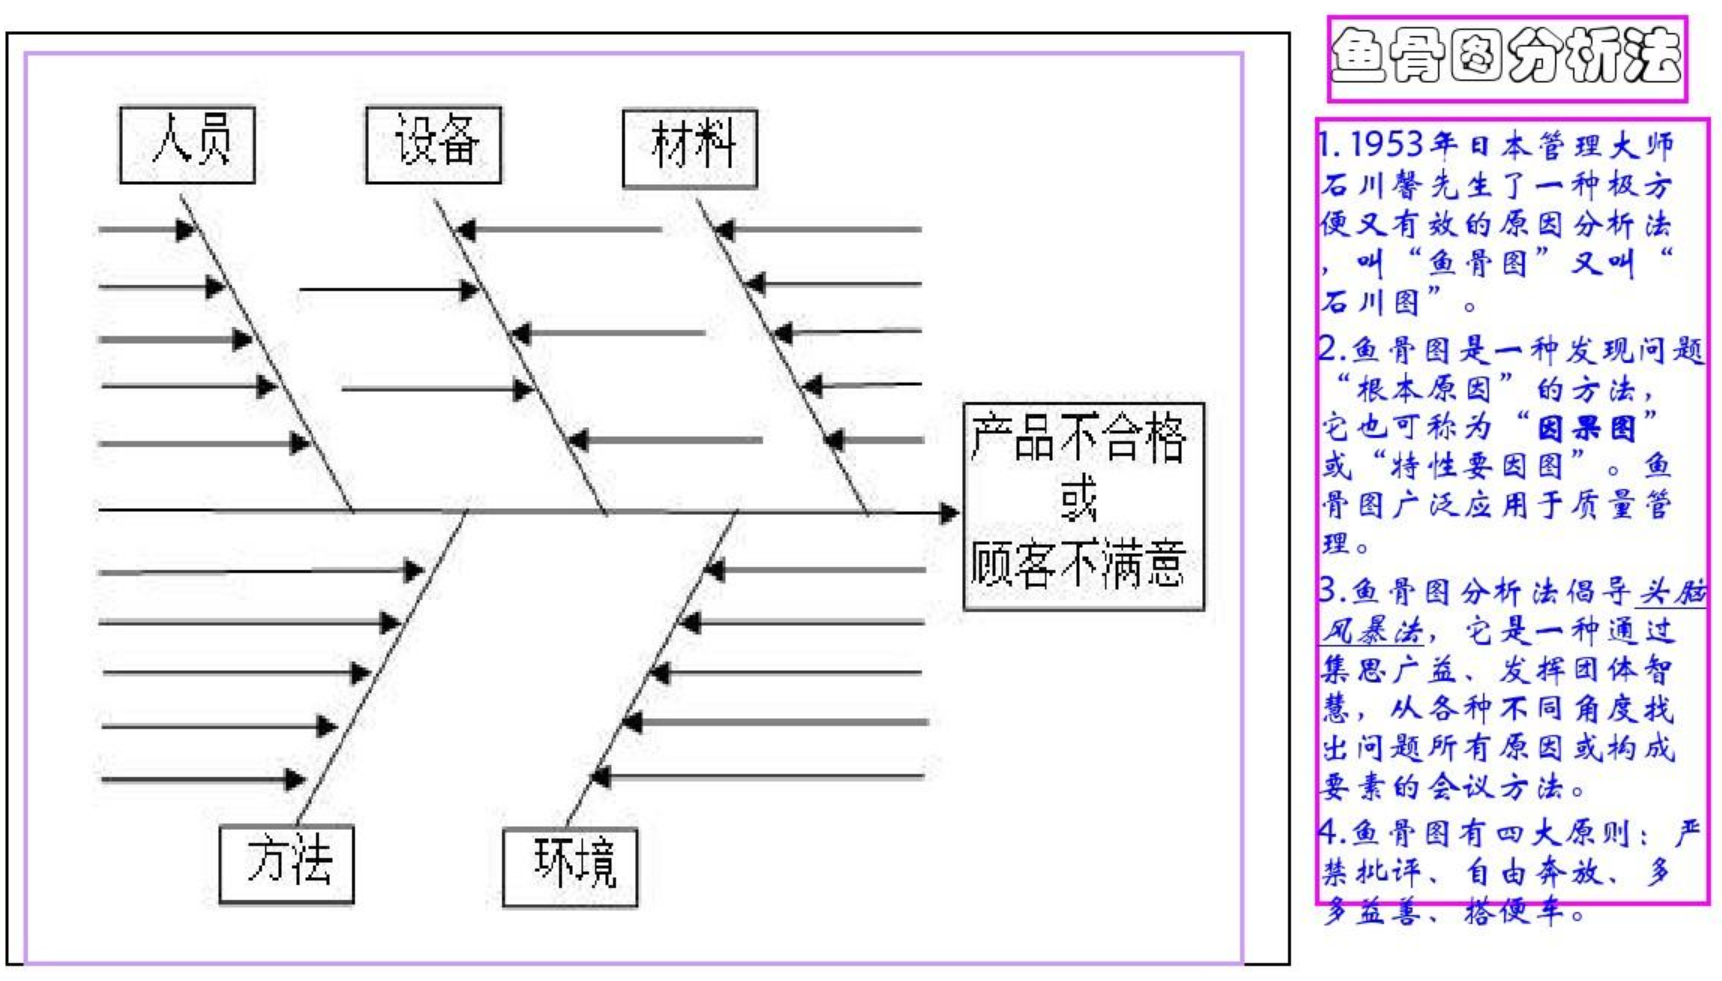 鱼骨图分析法
人员
设备
材料
产品不合格
或
顾客不满意
方法
环境
1.1953年日本管理大师
石川馨先生了一种极方
便又有效的原因分析法
，叫“鱼骨图”又叫“
石川图”。
2.鱼骨图是一种发现问题
“根本原因”的方法，
它也可称为“因果图”
或“特性要因图”。鱼
骨图广泛应用于质量管
理。
3.鱼骨图分析法倡导头脑
风暴法，它是一种通过
集思广益、发挥团体智
慧，从各种不同角度找
出问题所有原因或构成
要素的会议方法。
4.鱼骨图有四大原则：严
禁批评、自由奔放、多
多益善、搭便车。